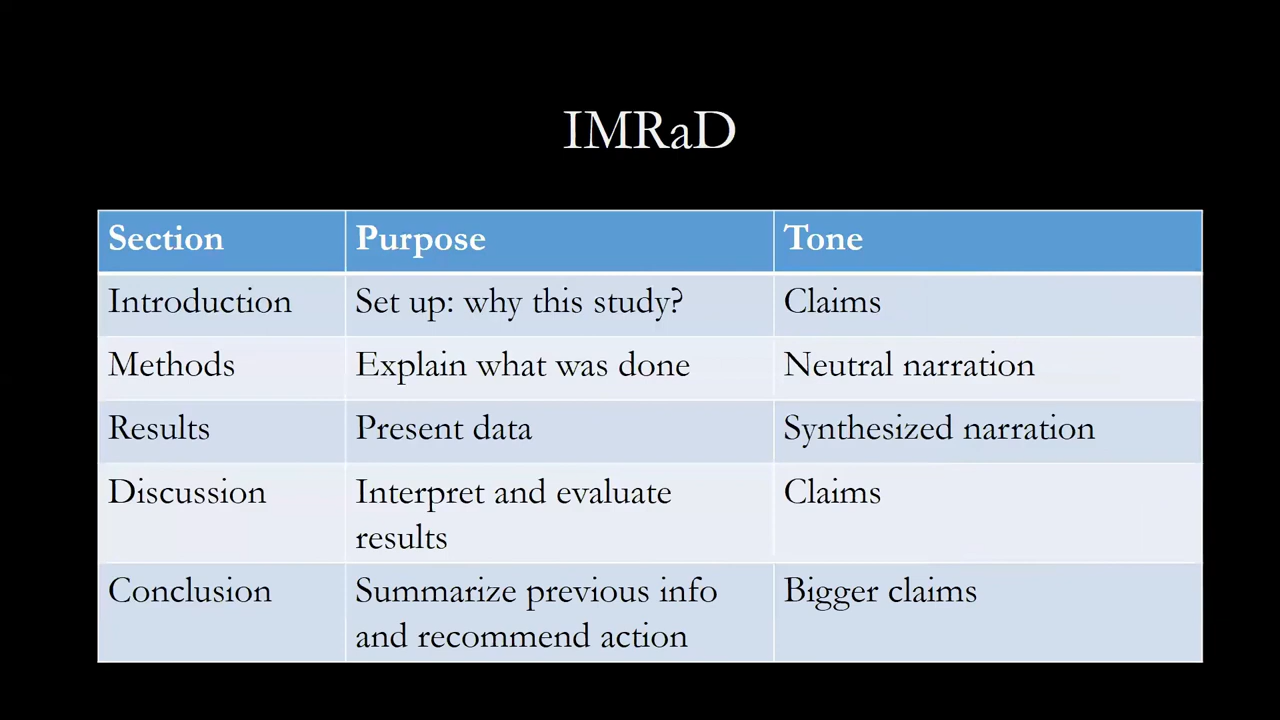 IMRaD
Section Purpose Tone
Introduction Set up: why this study? Claims
Methods Explain what was done Neutral narration
Results Present data Synthesized narration
Discussion Interpret and evaluate Claims
results
Conclusion Summarize previous info Bigger claims
and recommend action